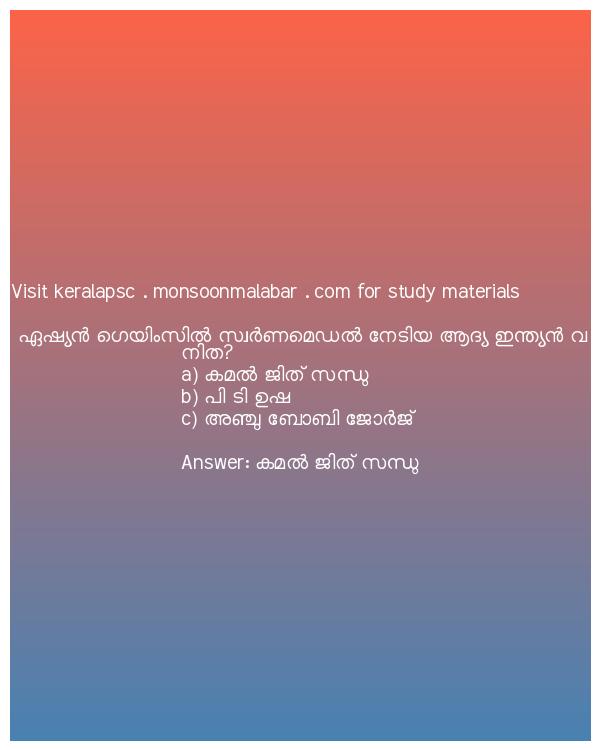 Visit keralapsc . monsoonmalabar . com for study materials
ഏഷ്യൻ ഗെയിംസിൽ സ്വർണമെഡൽ നേടിയ ആദ്യ ഇന്ത്യൻ വ
നിത?
a) കമൽ ജിത് സന്ധു
b) പി ടി ഉഷ
c) അഞ്ചു ബോബി ജോർജ്
Answer: കമൽ ജിത് സന്ധു